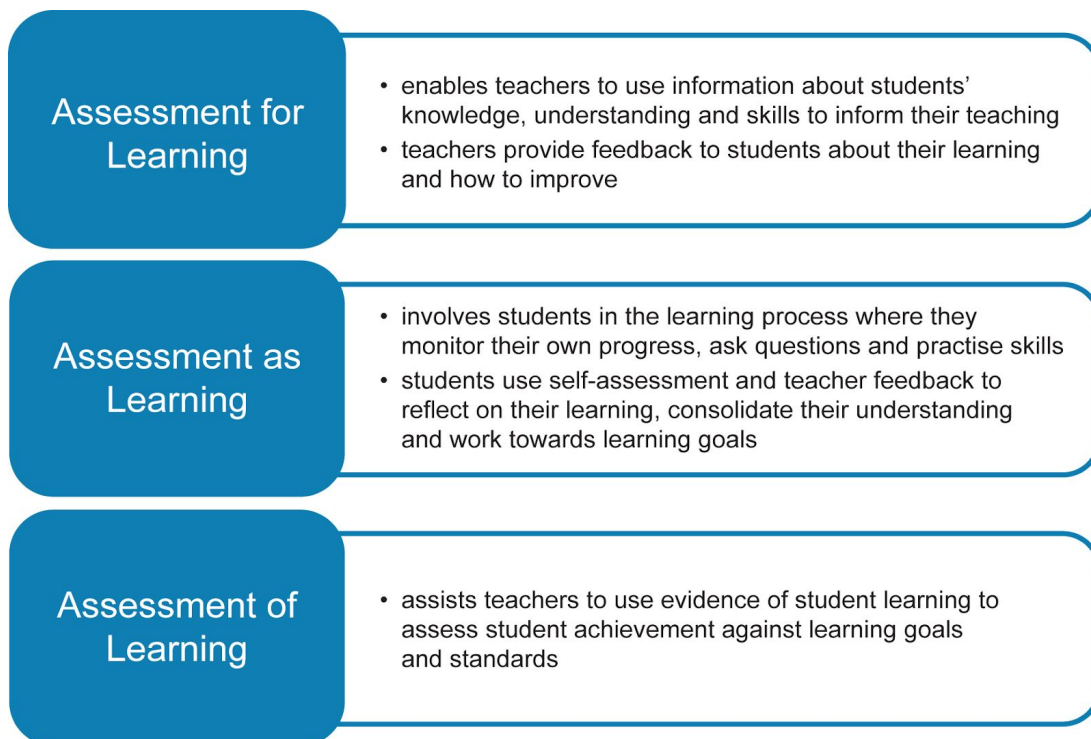 Assessment for
Learning
• enables teachers to use information about students’
knowledge, understanding and skills to inform their teaching
• teachers provide feedback to students about their learning
and how to improve
Assessment as
Learning
• involves students in the learning process where they
monitor their own progress, ask questions and practise skills
• students use self-assessment and teacher feedback to
reflect on their learning, consolidate their understanding
and work towards learning goals
Assessment of
Learning
• assists teachers to use evidence of student learning to
assess student achievement against learning goals
and standards